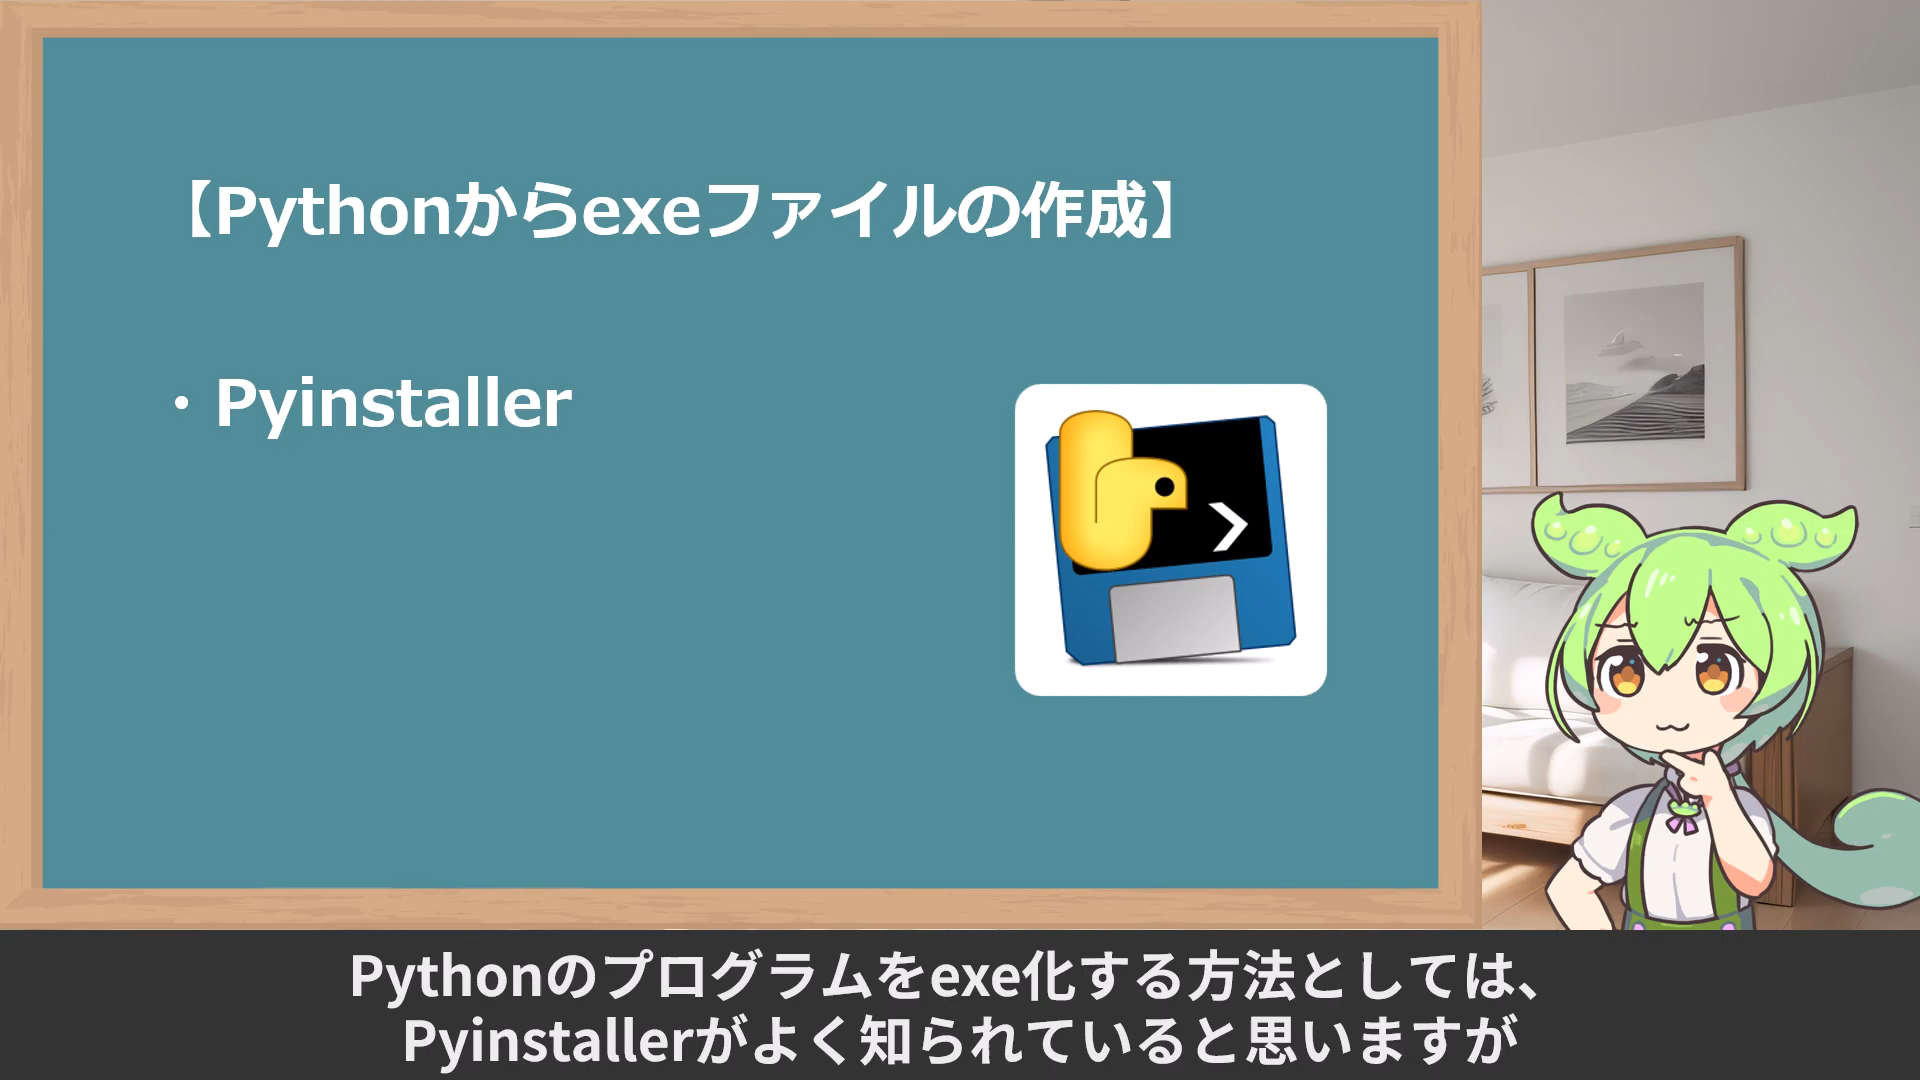 【Pythonからexeファイルの作成】
・Pyinstaller
Pythonのプログラムをexe化する方法としては、
Pyinstallerがよく知られていると思いますが